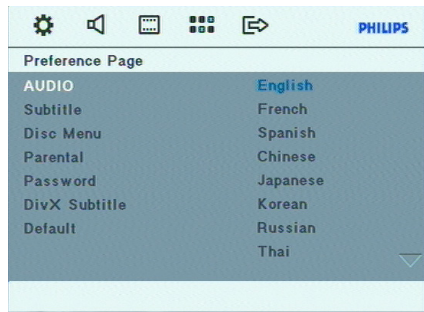 PHILIPS
Preference Page
AUDIO English
Subtitle French
Disc Menu Spanish
Parental Chinese
Password Japanese
DivX Subtitle Korean
Default Russian
Thai